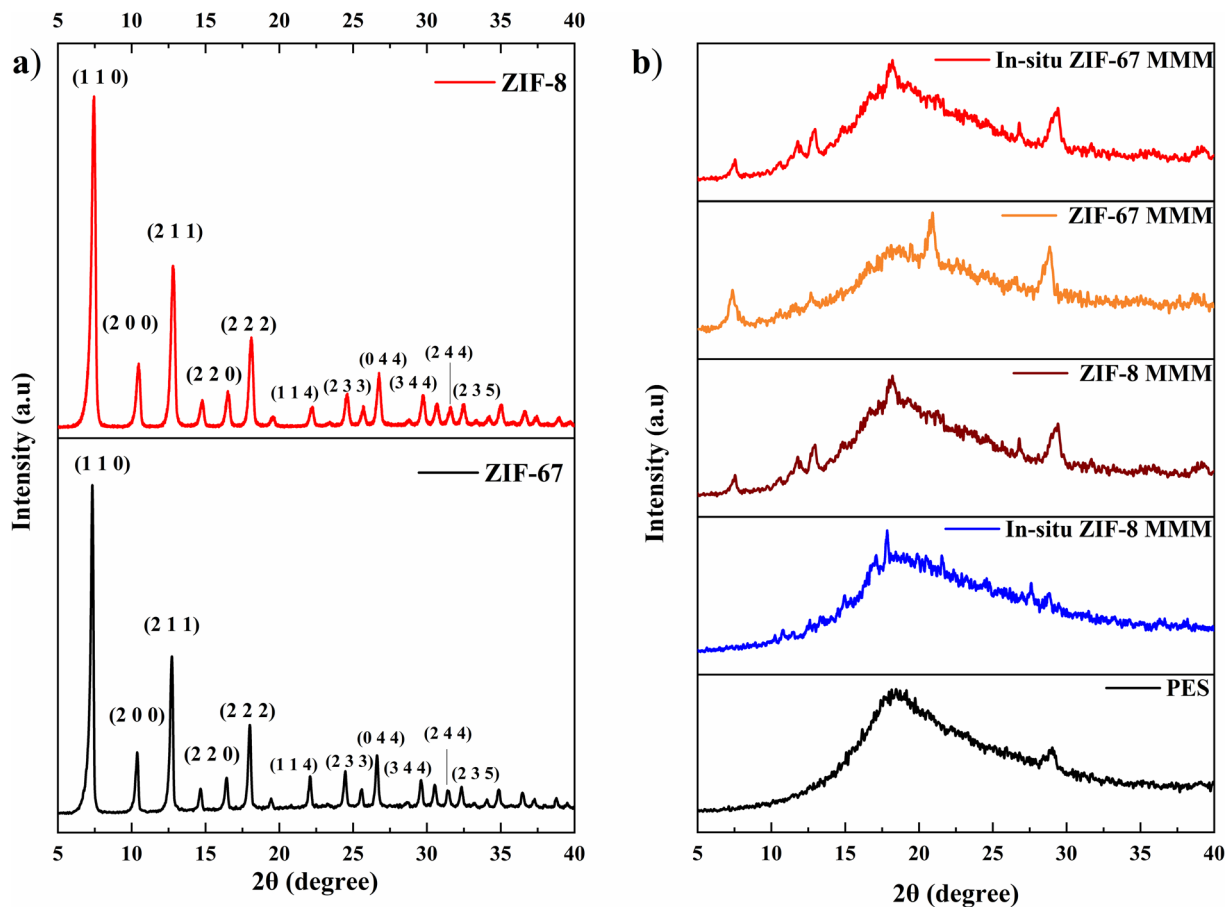 5 10 15 20 25 30 35 40
a)
(1 1 0)
ZIF-8
(2 1 1)
(2 0 0)
(2 2 2)
(2 2 0)
(1 1 4)
(2 3 3)
(0 4 4)
(3 4 4)
(2 4 4)
(2 3 5)
(1 1 0)
ZIF-67
(2 1 1)
(2 0 0)
(2 2 2)
(2 2 0)
(1 1 4)
(2 3 3)
(0 4 4)
(3 4 4)
(2 4 4)
(2 3 5)
Intensity (a.u)
5 10 15 20 25 30 35 40
2θ (degree)
b)
In-situ ZIF-67 MMM
ZIF-67 MMM
ZIF-8 MMM
In-situ ZIF-8 MMM
PES
Intensity (a.u)
5 10 15 20 25 30 35 40
2θ (degree)